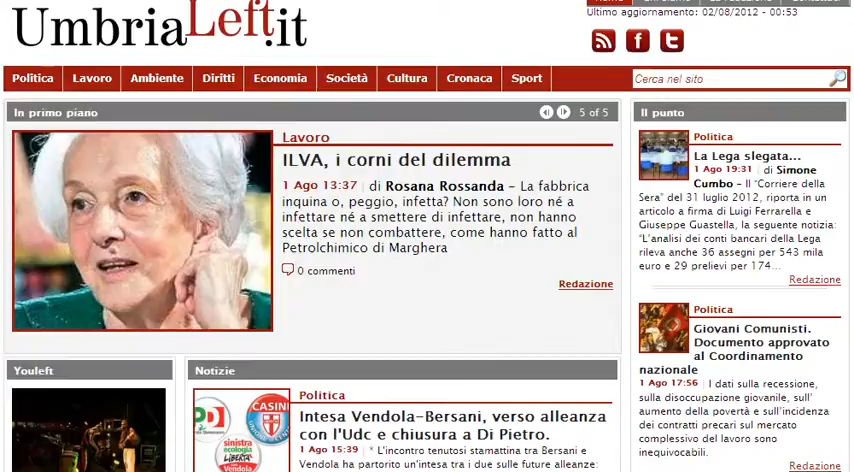 UmbriaLeft.it
Ultimo aggiornamento: 02/08/2012 - 00:53
Politica Lavoro Ambiente Diritti Economia Società Cultura Cronaca Sport
Cerca nel sito
In primo piano
5 of 5
Lavoro
ILVA, i corni del dilemma
1 Ago 13:37 | di Rosana Rossanda – La fabbrica
inquina o, peggio, infetta? Non sono loro né a
infettare né a smettere di infettare, non hanno
scelta se non combattere, come hanno fatto al
Petrolchimico di Marghera
0 commenti
Redazione
Il punto
Politica
La Lega slegata...
1 Ago 19:31 | di Simone
Cumbo – Il “Corriere della
Sera” del 31 luglio 2012, riporta in
un articolo a firma di Luigi Ferrarella e
Giuseppe Guastella, la seguente notizia:
“L’analisi dei conti bancari della Lega
rileva anche 36 assegni per 543 mila
euro e 29 prelievi per 174...
Redazione
Politica
Giovani Comunisti.
Documento approvato
al Coordinamento
nazionale
1 Ago 17:56 | I dati sulla recessione,
sulla disoccupazione giovanile, sull’
aumento della povertà e sull’incidenza
dei contratti precari sul mercato
complessivo del lavoro sono
inequivocabili.
Redazione
Youleft
Notizie
PD
CASINI
sinistra
ecologia
LIBERTÀ
con Vendola
Politica
Intesa Vendola-Bersani, verso alleanza
con l'Udc e chiusura a Di Pietro.
1 Ago 15:39 | * L'incontro tenutosi stamattina tra Bersani e
Vendola ha partorito un'intesa tra i due sulle future alleanze: